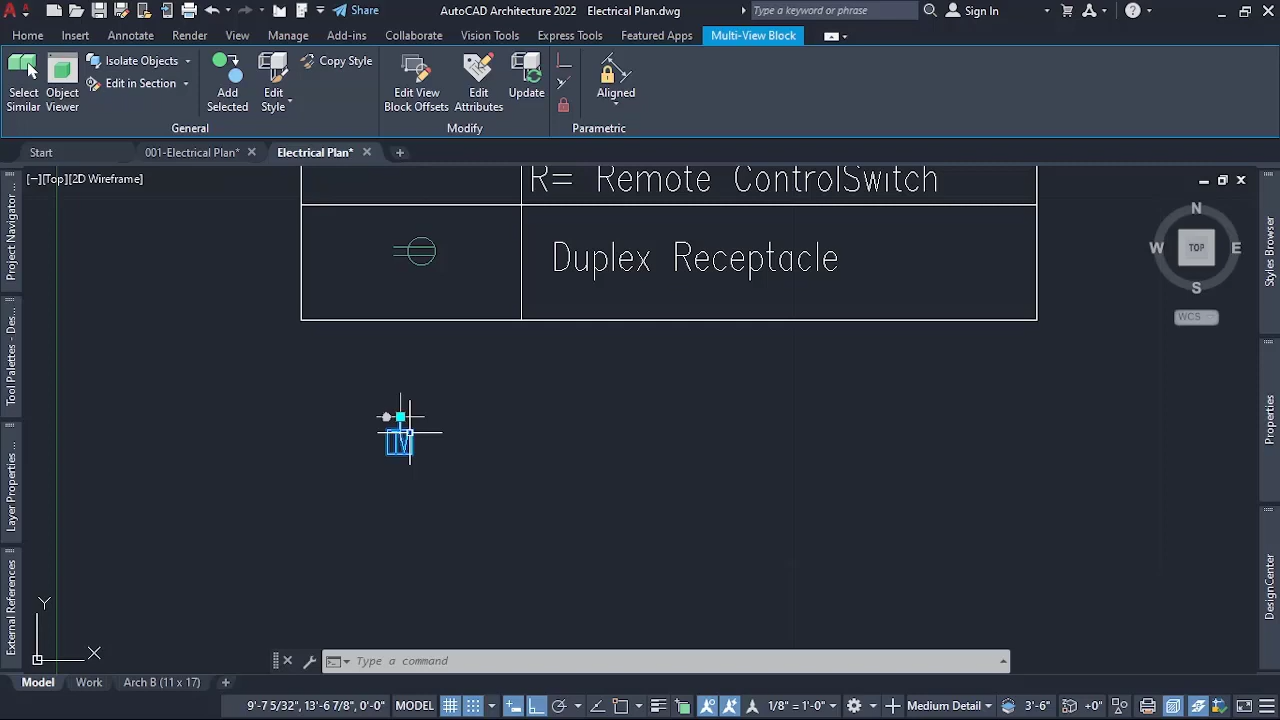 Share
AutoCAD Architecture 2022 Electrical Plan.dwg
Type a keyword or phrase
Sign In
Home Insert Annotate Render View Manage Add-ins Collaborate Vision Tools Express Tools Featured Apps Multi-View Block
Select Similar
Object Viewer
Isolate Objects
Edit in Section
Add Selected
Edit Style
Copy Style
Edit View Block Offsets
Edit Attributes
Update
Aligned
General
Modify
Parametric
Start
001-Electrical Plan*
Electrical Plan*
[−][Top][2D Wireframe]
R= Remote ControlSwitch
Duplex Receptacle
N
W TOP E
S
WCS
Project Navigator
Tool Palettes - Des...
Layer Properties ...
External References
Styles Browser
Properties
DesignCenter
Y
X
Type a command
Model Work Arch B (11 x 17)
9'-7 5/32", 13'-6 7/8", 0'-0" MODEL 1/8" = 1'-0" Medium Detail 3'-6"